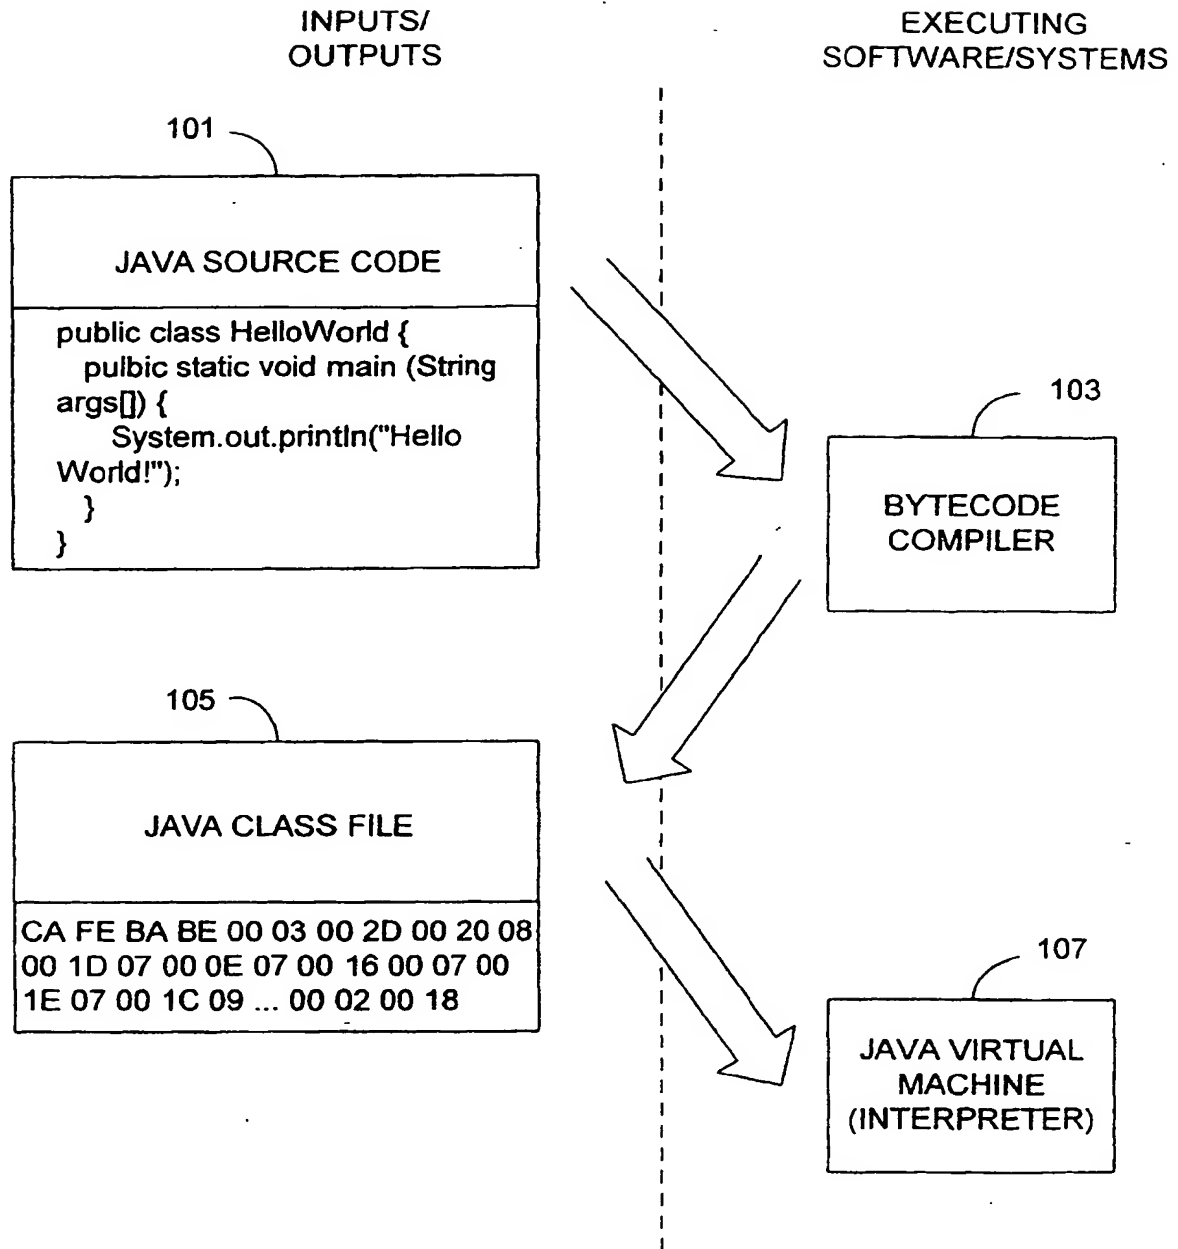 INPUTS/
OUTPUTS
EXECUTING
SOFTWARE/SYSTEMS
101
JAVA SOURCE CODE
public class HelloWorld {
pulbic static void main (String
args[]) {
System.out.println("Hello
World!");
}
}
103
BYTECODE
COMPILER
105
JAVA CLASS FILE
CA FE BA BE 00 03 00 2D 00 20 08
00 1D 07 00 0E 07 00 16 00 07 00
1E 07 00 1C 09 ... 00 02 00 18
107
JAVA VIRTUAL
MACHINE
(INTERPRETER)